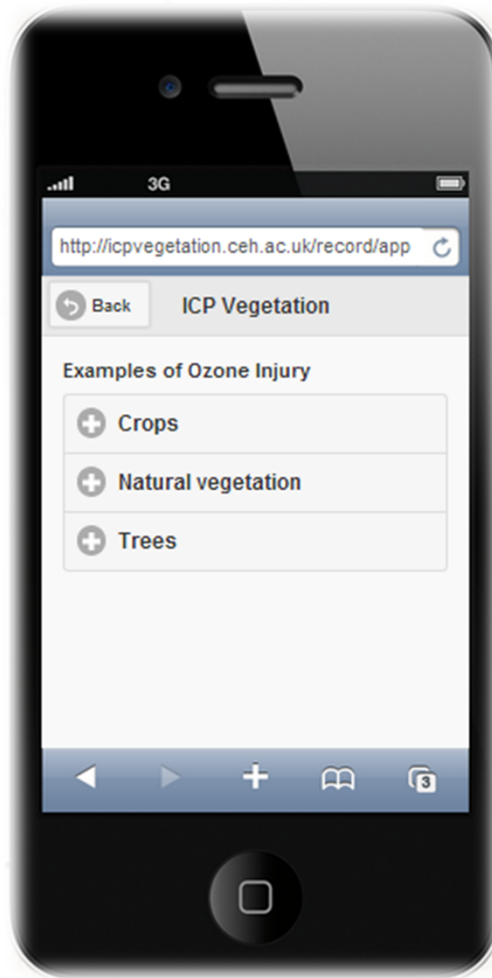 3G
http://icpvegetation.ceh.ac.uk/record/app
Back ICP Vegetation
Examples of Ozone Injury
Crops
Natural vegetation
Trees
3